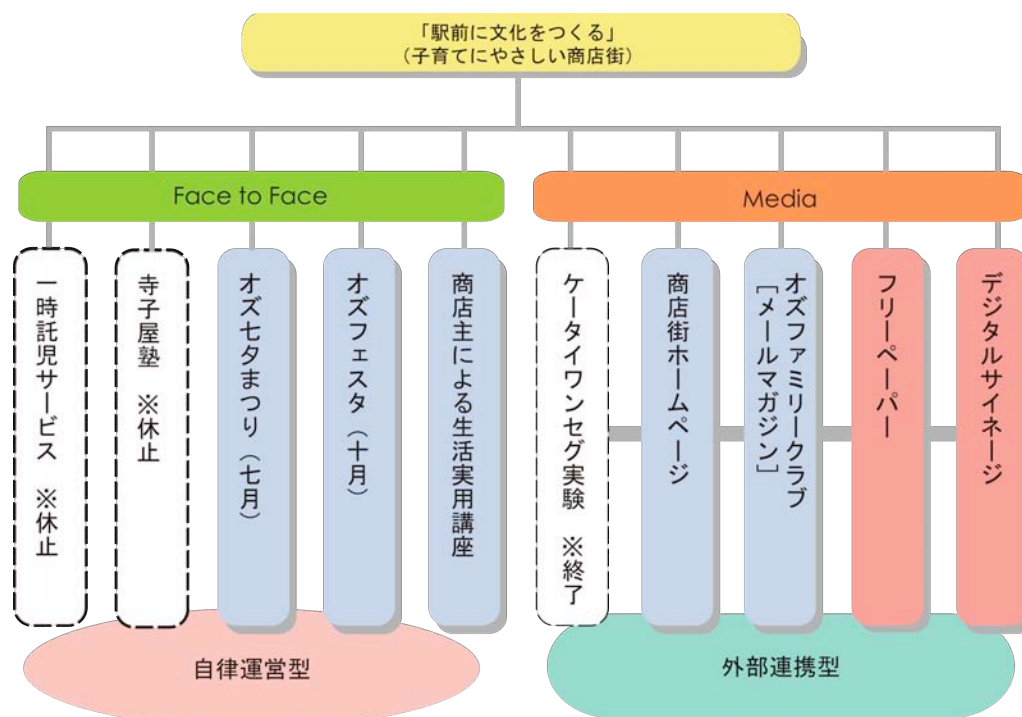 「駅前に文化をつくる」
（子育てにやさしい商店街）
Face to Face
Media
一時託児サービス ※休止
寺子屋塾 ※休止
オズ七夕まつり（七月）
オズフェスタ（十月）
商店主による生活実用講座
ケータイワンセグ実験 ※終了
商店街ホームページ
オズファミリークラブ
［メールマガジン］
フリーペーパー
デジタルサイネージ
自律運営型
外部連携型